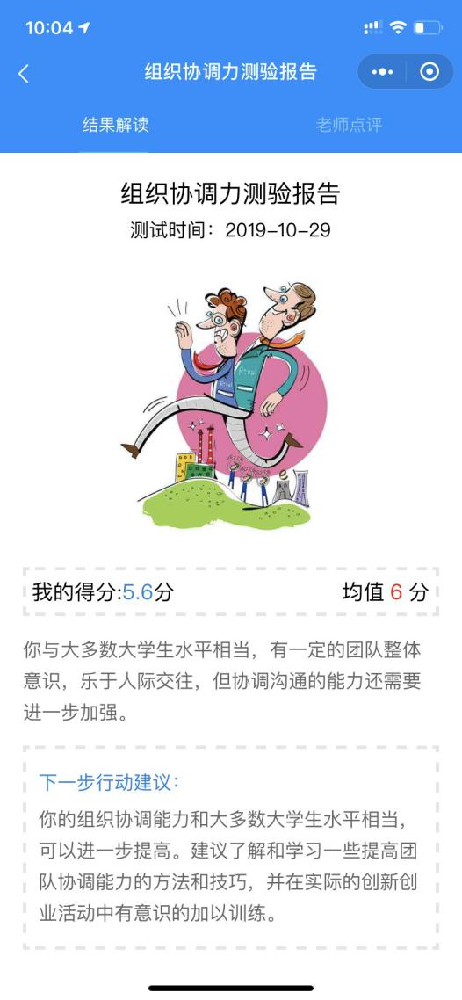 10:04
组织协调力测验报告
结果解读
老师点评
组织协调力测验报告
测试时间：2019-10-29
Rival
Rival
我的得分:5.6分
均值 6 分
你与大多数大学生水平相当，有一定的团队整体
意识，乐于人际交往，但协调沟通的能力还需要
进一步加强。
下一步行动建议：
你的组织协调能力和大多数大学生水平相当，
可以进一步提高。建议了解和学习一些提高团
队协调能力的方法和技巧，并在实际的创新创
业活动中有意识的加以训练。